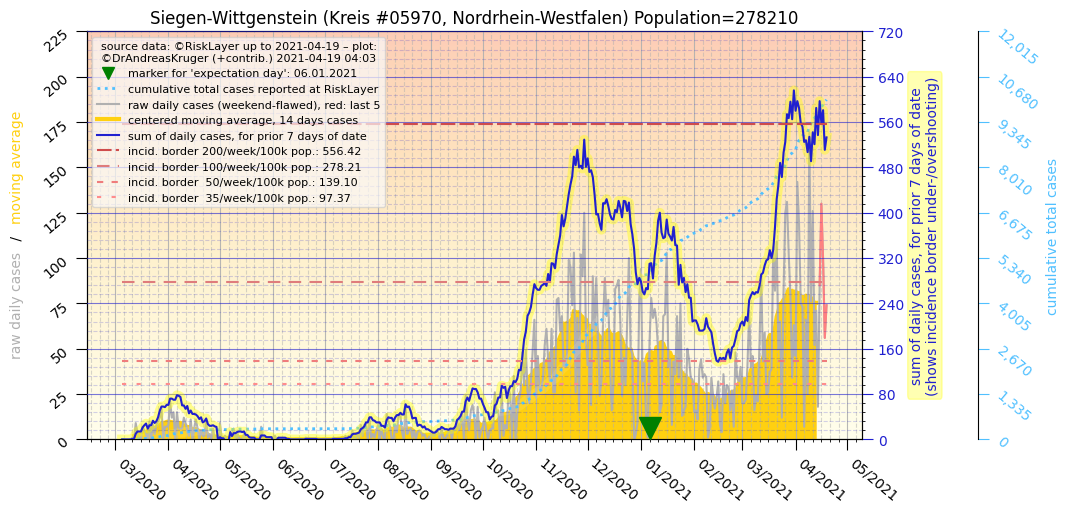 Siegen-Wittgenstein (Kreis #05970, Nordrhein-Westfalen) Population=278210
source data: ©RiskLayer up to 2021-04-19 – plot:
©DrAndreasKruger (+contrib.) 2021-04-19 04:03
marker for 'expectation day': 06.01.2021
cumulative total cases reported at RiskLayer
raw daily cases (weekend-flawed), red: last 5
centered moving average, 14 days cases
sum of daily cases, for prior 7 days of date
incid. border 200/week/100k pop.: 556.42
incid. border 100/week/100k pop.: 278.21
incid. border  50/week/100k pop.: 139.10
incid. border  35/week/100k pop.: 97.37
raw daily cases  /  moving average
225
200
175
150
125
100
75
50
25
0
03/2020
04/2020
05/2020
06/2020
07/2020
08/2020
09/2020
10/2020
11/2020
12/2020
01/2021
02/2021
03/2021
04/2021
05/2021
720
640
560
480
400
320
240
160
80
0
sum of daily cases, for prior 7 days of date
(shows incidence border under-/overshooting)
12,015
10,680
9,345
8,010
6,675
5,340
4,005
2,670
1,335
0
cumulative total cases